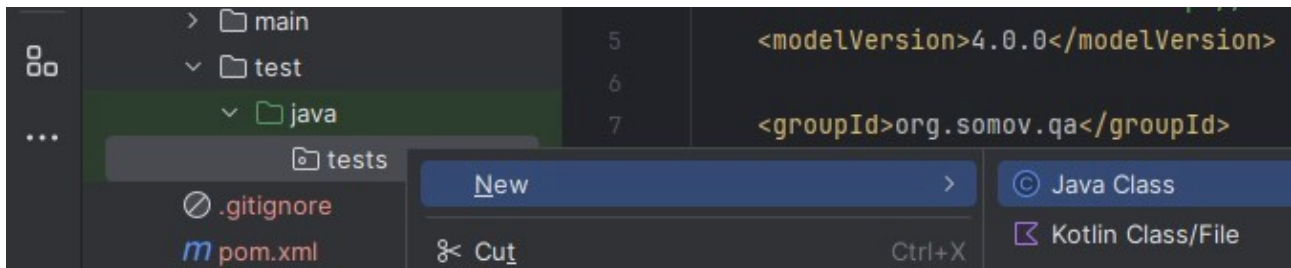 main
5 <modelVersion>4.0.0</modelVersion>
test
6
java
7 <groupId>org.somov.qa</groupId>
tests
New > Java Class
.gitignore
Kotlin Class/File
m pom.xml
Cut Ctrl+X